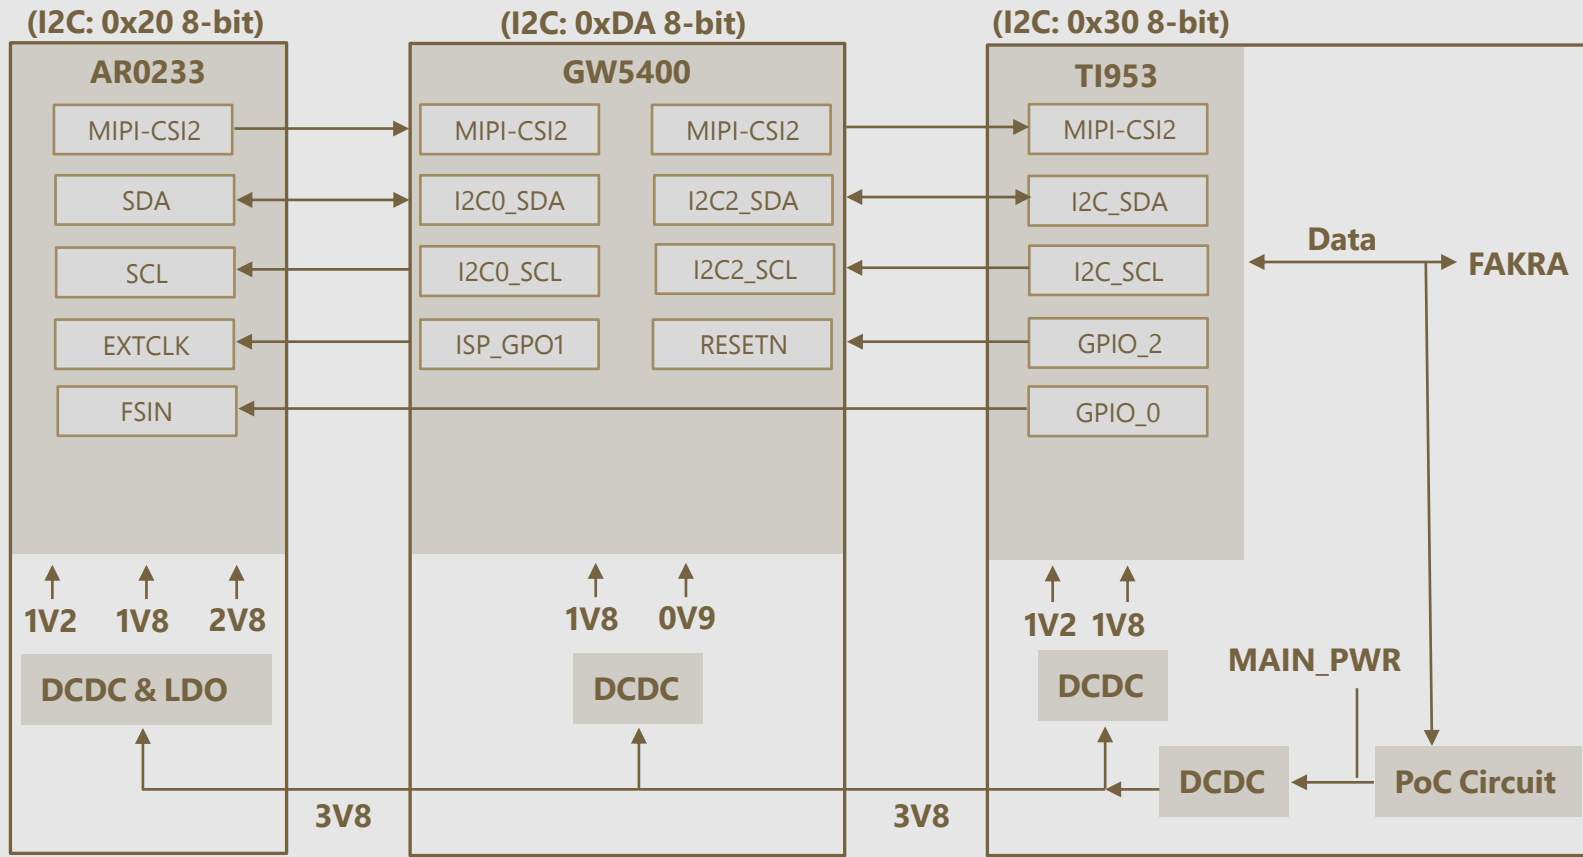 (I2C: 0x20 8-bit)
(I2C: 0xDA 8-bit)
(I2C: 0x30 8-bit)
AR0233
GW5400
TI953
MIPI-CSI2
MIPI-CSI2
MIPI-CSI2
MIPI-CSI2
SDA
I2C0_SDA
I2C2_SDA
I2C_SDA
SCL
I2C0_SCL
I2C2_SCL
I2C_SCL
Data
FAKRA
EXTCLK
ISP_GPO1
RESETN
GPIO_2
FSIN
GPIO_0
1V2
1V8
2V8
1V8
0V9
1V2
1V8
DCDC & LDO
DCDC
DCDC
MAIN_PWR
DCDC
PoC Circuit
3V8
3V8